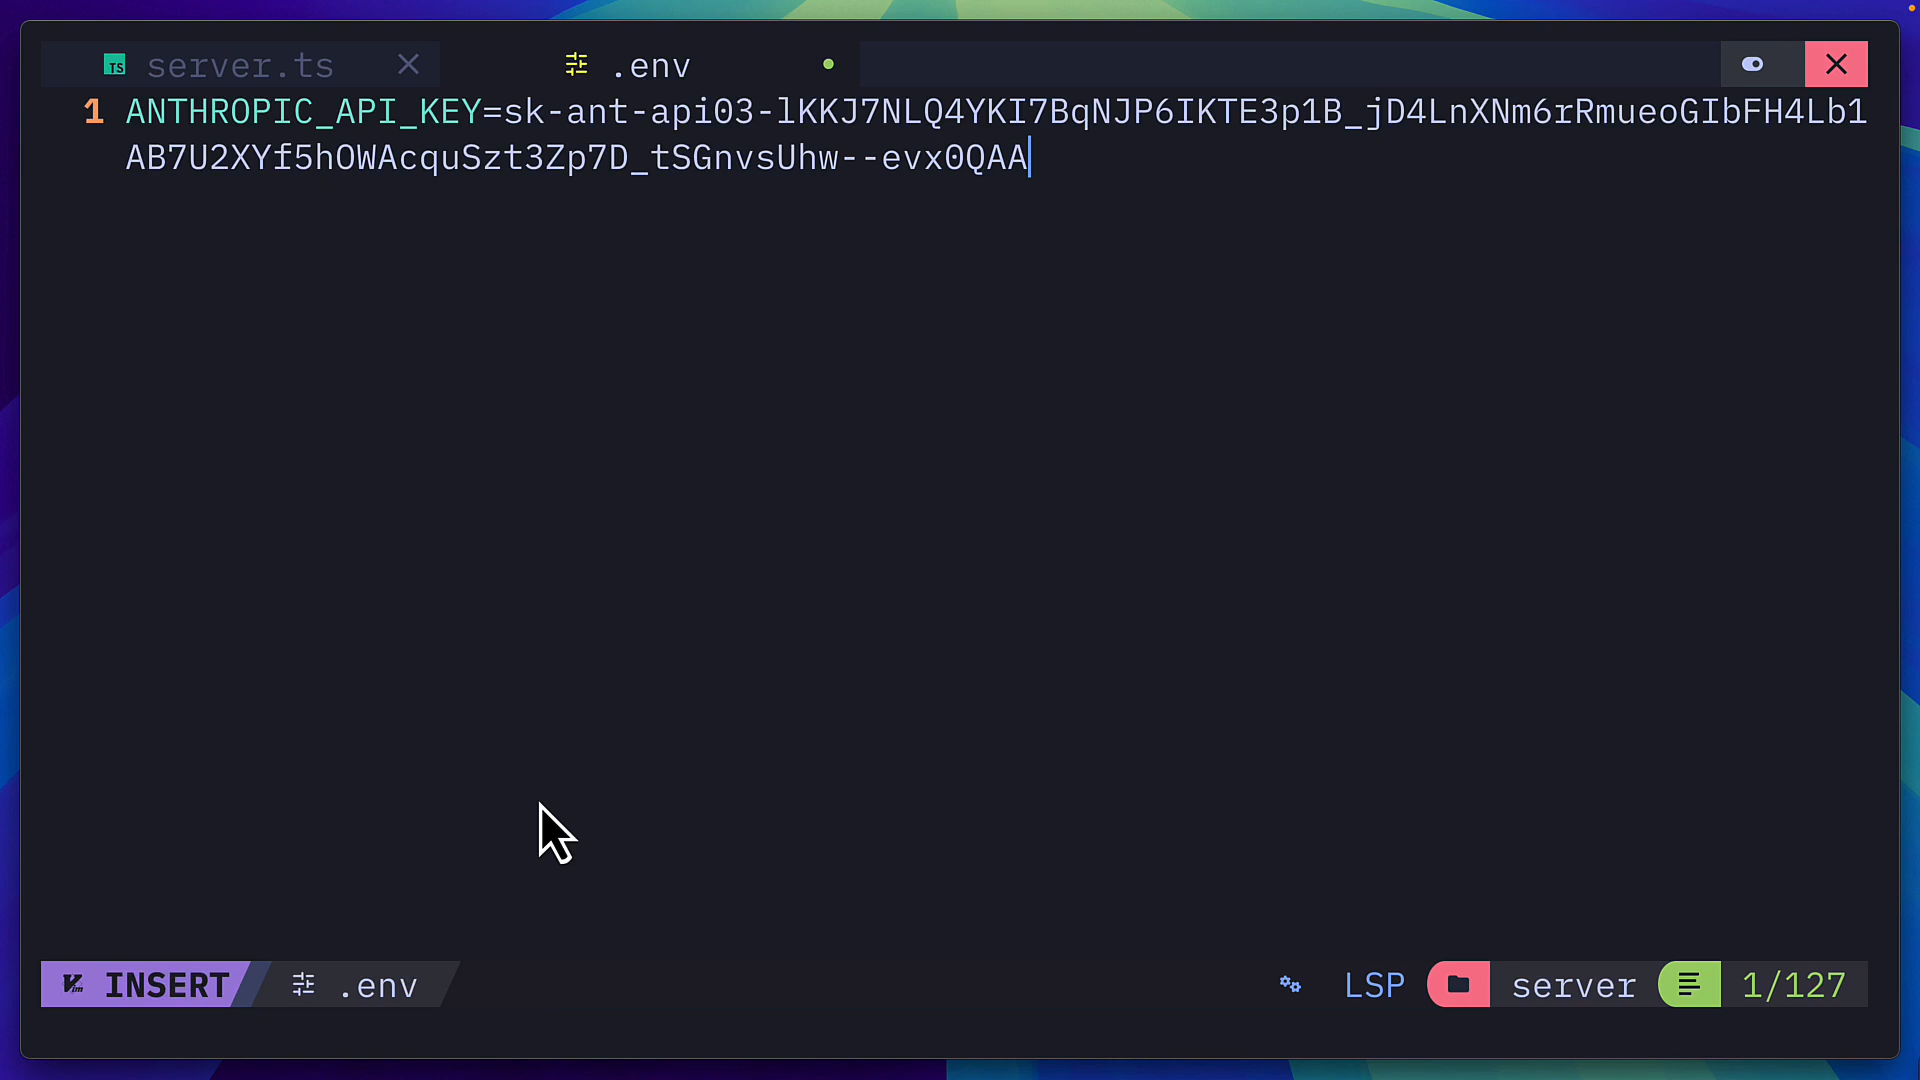 server.ts
.env
1 ANTHROPIC_API_KEY=sk-ant-api03-lKKJ7NLQ4YKI7BqNJP6IKTE3p1B_jD4LnXNm6rRmueoGIbFH4Lb1
AB7U2XYf5hOWAcquSzt3Zp7D_tSGnvsUhw--evx0QAA
INSERT .env LSP server 1/127